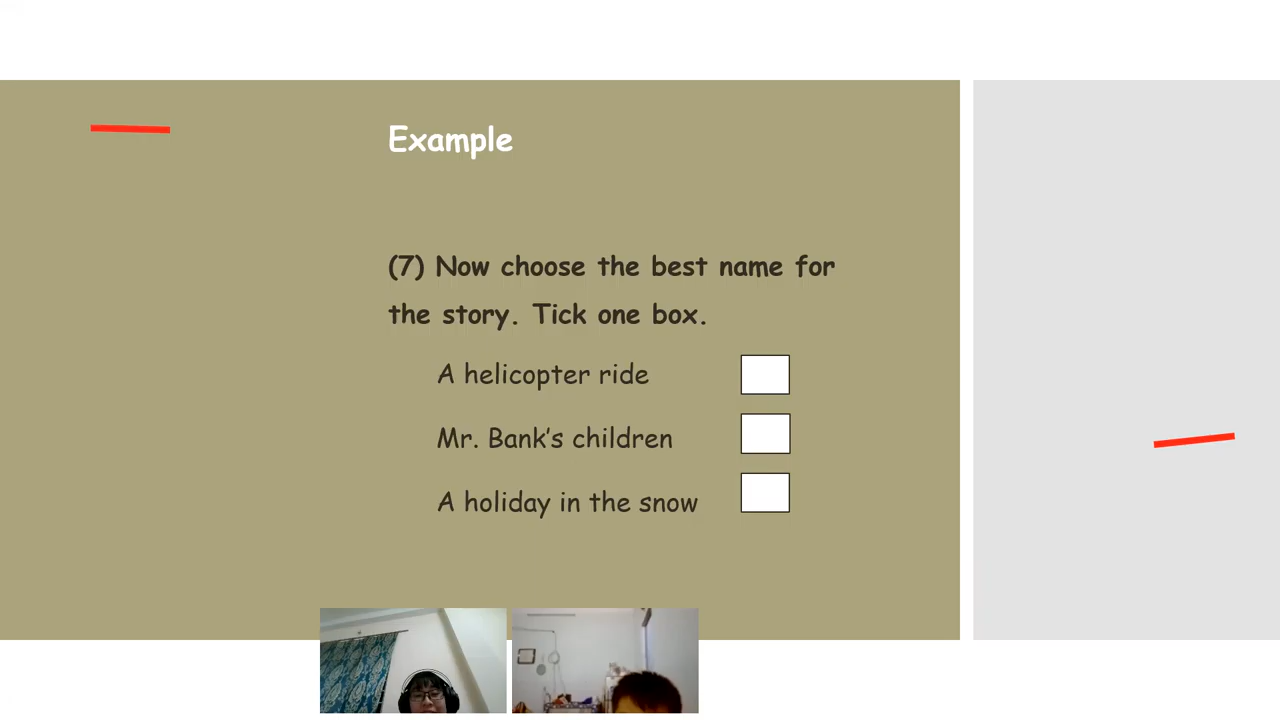 Example
(7) Now choose the best name for
the story. Tick one box.
A helicopter ride
Mr. Bank's children
A holiday in the snow